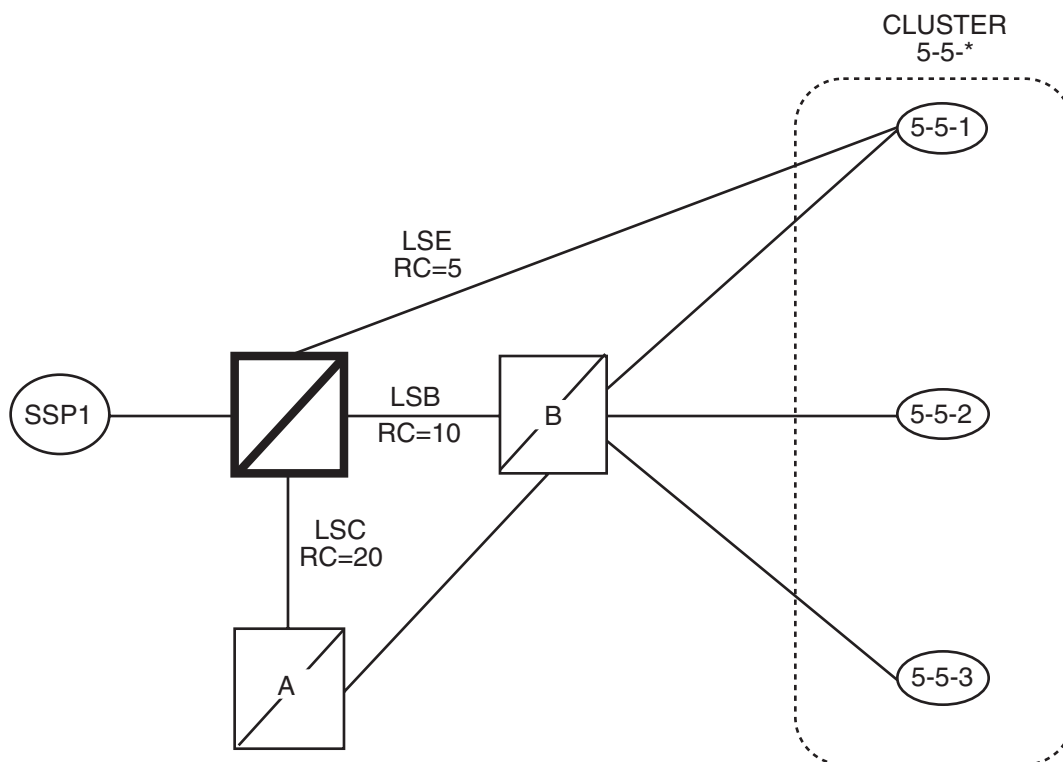 CLUSTER
5-5-*
5-5-1
LSE
RC=5
SSP1
LSB
RC=10
B
5-5-2
LSC
RC=20
A
5-5-3